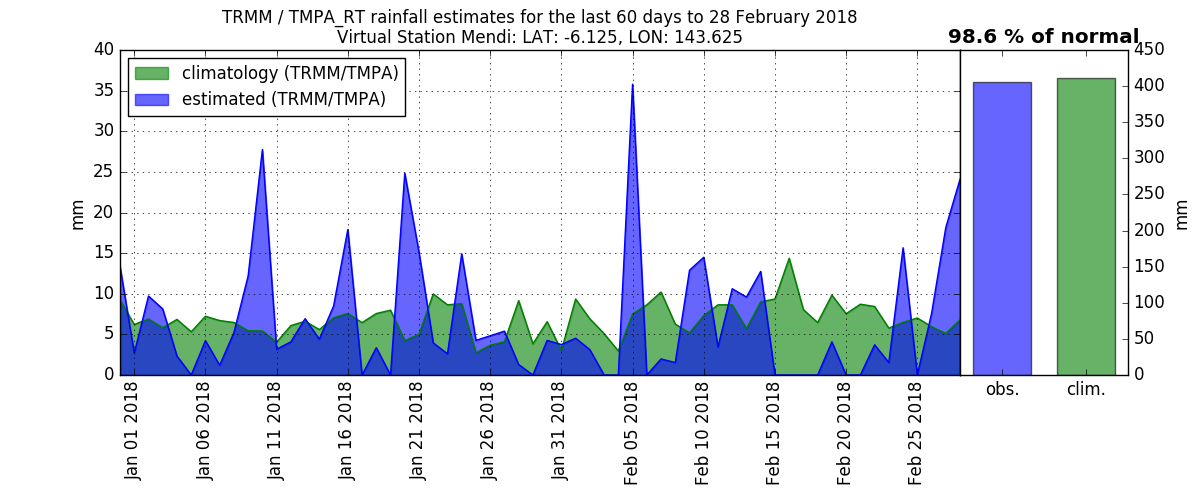 TRMM / TMPA_RT rainfall estimates for the last 60 days to 28 February 2018
Virtual Station Mendi: LAT: -6.125, LON: 143.625
98.6 % of normal
climatology (TRMM/TMPA)
estimated (TRMM/TMPA)
mm
40
35
30
25
20
15
10
5
0
Jan 01 2018
Jan 06 2018
Jan 11 2018
Jan 16 2018
Jan 21 2018
Jan 26 2018
Jan 31 2018
Feb 05 2018
Feb 10 2018
Feb 15 2018
Feb 20 2018
Feb 25 2018
450
400
350
300
250
200
150
100
50
0
mm
obs.
clim.